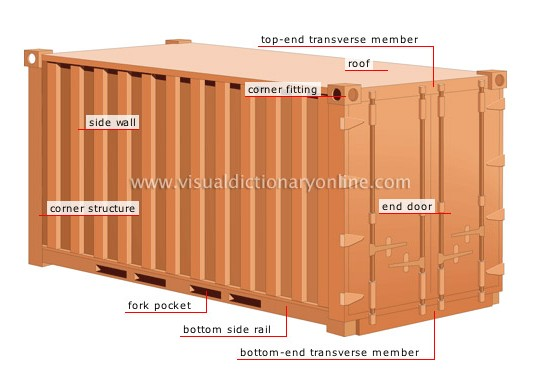 top-end transverse member
roof
corner fitting
side wall
www.visualdictionaryonline.com
corner structure
end door
fork pocket
bottom side rail
bottom-end transverse member